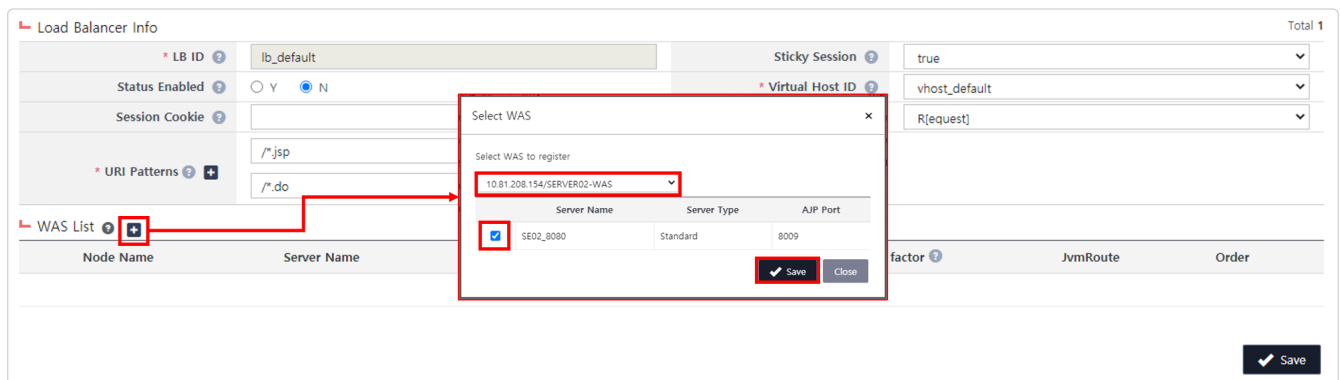 Load Balancer Info
Total 1
* LB ID ?
lb_default
Sticky Session ?
true
Status Enabled ?
Y
N
* Virtual Host ID ?
vhost_default
Session Cookie ?
R[equest]
* URI Patterns ? +
/*.jsp
/*.do
Select WAS ×
Select WAS to register
10.81.208.154/SERVER02-WAS
Server Name Server Type AJP Port
SE02_8080 Standard 8009
Save Close
WAS List ? +
Node Name Server Name factor ? JvmRoute Order
Save